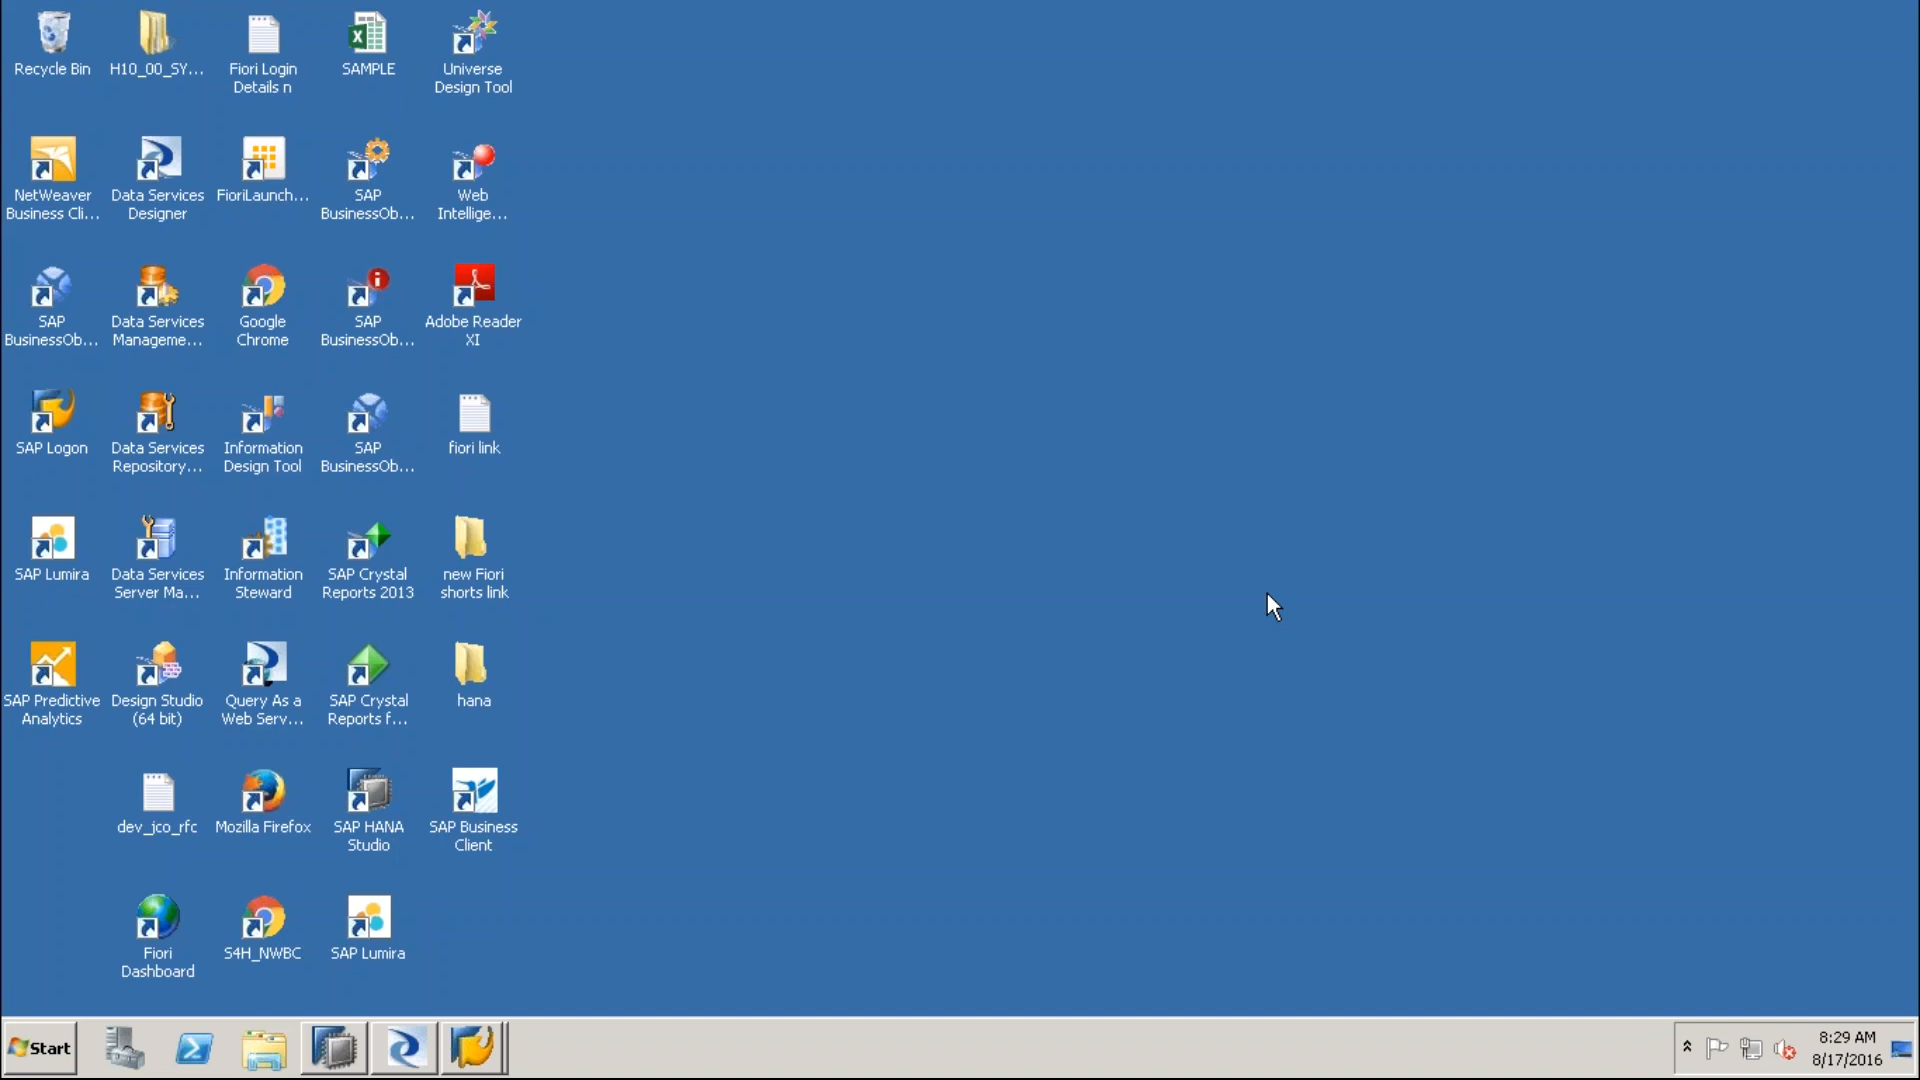 Recycle Bin
H10_00_SY...
Fiori Login
Details n
SAMPLE
Universe
Design Tool
NetWeaver
Business Cli...
Data Services
Designer
FioriLaunch...
SAP
BusinessOb...
Web
Intellige...
SAP
BusinessOb...
Data Services
Manageme...
Google
Chrome
SAP
BusinessOb...
Adobe Reader
XI
SAP Logon
Data Services
Repository...
Information
Design Tool
SAP
BusinessOb...
fiori link
SAP Lumira
Data Services
Server Ma...
Information
Steward
SAP Crystal
Reports 2013
new Fiori
shorts link
SAP Predictive
Analytics
Design Studio
(64 bit)
Query As a
Web Serv...
SAP Crystal
Reports f...
hana
dev_jco_rfc
Mozilla Firefox
SAP HANA
Studio
SAP Business
Client
Fiori
Dashboard
S4H_NWBC
SAP Lumira
Start
8:29 AM
8/17/2016